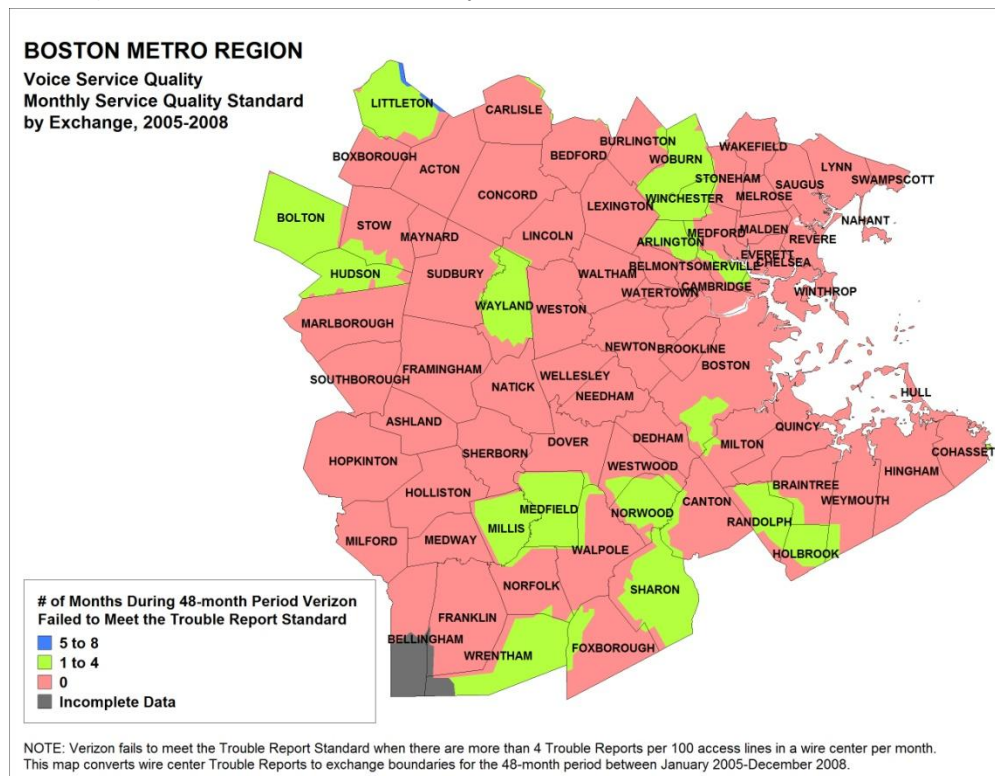 BOSTON METRO REGION
Voice Service Quality
Monthly Service Quality Standard
by Exchange, 2005-2008
LITTLETON
CARLISLE
BURLINGTON
WAKEFIELD
BOXBOROUGH
BEDFORD
WOBURN
ACTON
LYNN
STONEHAM
SWAMPSCOTT
CONCORD
SAUGUS
WINCHESTER
MELROSE
LEXINGTON
BOLTON
STOW
NAHANT
MAYNARD
LINCOLN
ARLINGTON
MEDFORD
MALDEN
REVERE
EVERETT
CHELSEA
HUDSON
SUDBURY
WALTHAM
BELMONT
SOMERVILLE
WATERTOWN
CAMBRIDGE
WINTHROP
WAYLAND
WESTON
MARLBOROUGH
NEWTON
BROOKLINE
BOSTON
FRAMINGHAM
SOUTHBOROUGH
NATICK
WELLESLEY
NEEDHAM
HULL
ASHLAND
QUINCY
DOVER
DEDHAM
MILTON
SHERBORN
COHASSET
HOPKINTON
WESTWOOD
HINGHAM
HOLLISTON
BRAINTREE
WEYMOUTH
CANTON
MEDFIELD
NORWOOD
RANDOLPH
MILLIS
MILFORD
MEDWAY
WALPOLE
HOLBROOK
NORFOLK
SHARON
FRANKLIN
BELLINGHAM
FOXBOROUGH
WRENTHAM
# of Months During 48-month Period Verizon
Failed to Meet the Trouble Report Standard
5 to 8
1 to 4
0
Incomplete Data
NOTE: Verizon fails to meet the Trouble Report Standard when there are more than 4 Trouble Reports per 100 access lines in a wire center per month.
This map converts wire center Trouble Reports to exchange boundaries for the 48-month period between January 2005-December 2008.